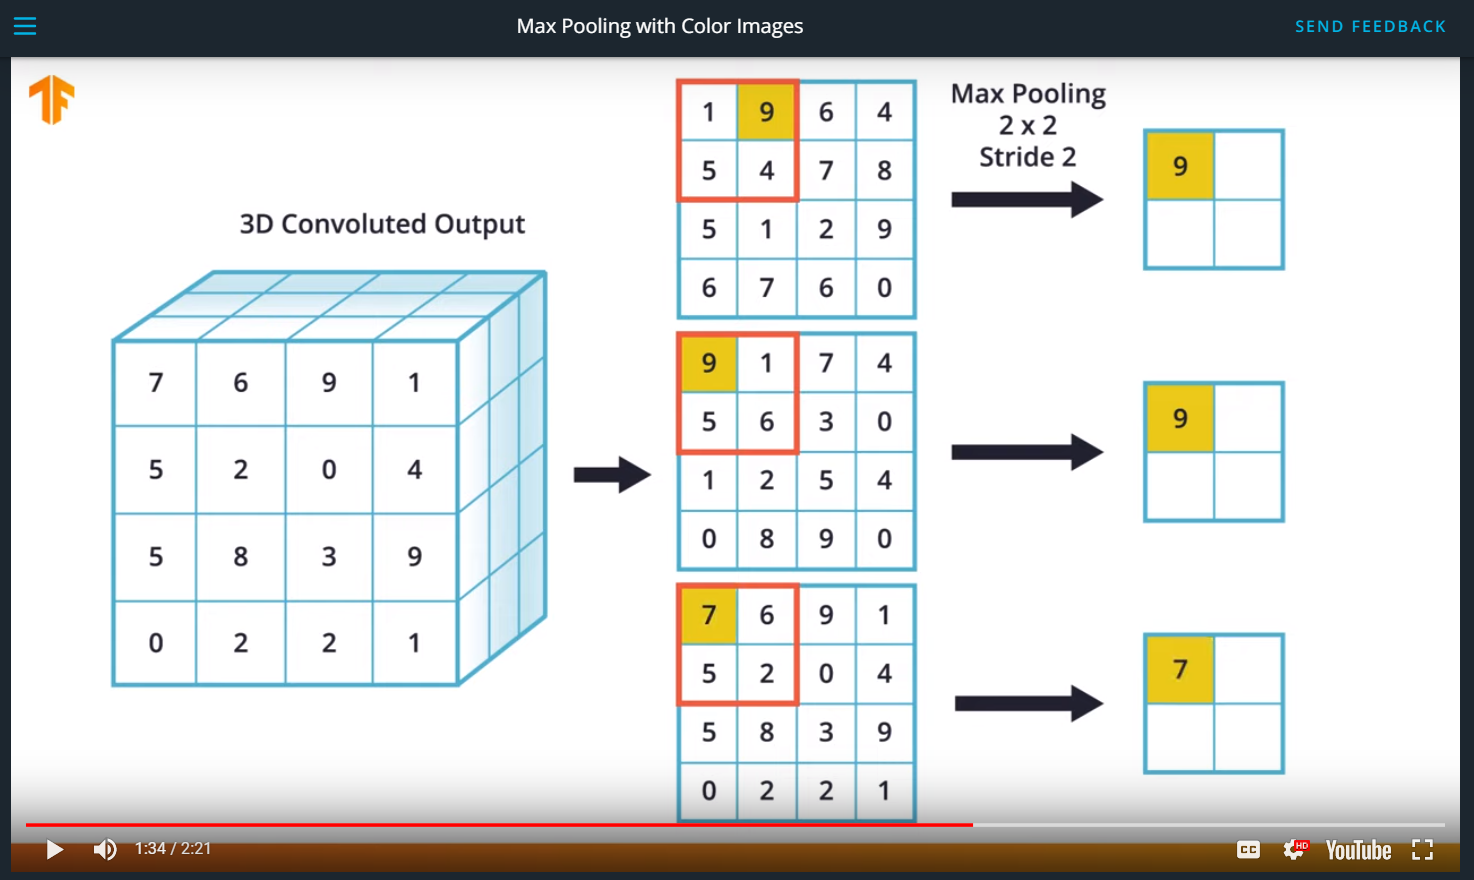 Max Pooling with Color Images
SEND FEEDBACK
3D Convoluted Output
7 6 9 1
5 2 0 4
5 8 3 9
0 2 2 1
1 9 6 4
5 4 7 8
5 1 2 9
6 7 6 0
9 1 7 4
5 6 3 0
1 2 5 4
0 8 9 0
7 6 9 1
5 2 0 4
5 8 3 9
0 2 2 1
Max Pooling
2 x 2
Stride 2
9
9
7
1:34 / 2:21
CC
HD
YouTube